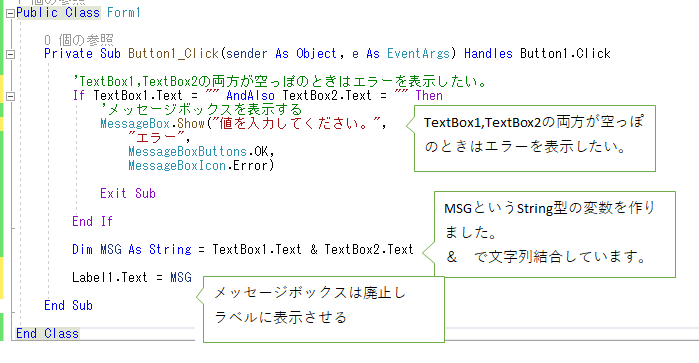 1 個の参照
Public Class Form1
0 個の参照
Private Sub Button1_Click(sender As Object, e As EventArgs) Handles Button1.Click
'TextBox1,TextBox2の両方が空っぽのときはエラーを表示したい。
If TextBox1.Text = "" AndAlso TextBox2.Text = "" Then
'メッセージボックスを表示する
MessageBox.Show("値を入力してください。",
"エラー",
MessageBoxButtons.OK,
MessageBoxIcon.Error)
TextBox1,TextBox2の両方が空っぽ
のときはエラーを表示したい。
Exit Sub
End If
MSGというString型の変数を作り
ました。
＆　で文字列結合しています。
Dim MSG As String = TextBox1.Text & TextBox2.Text
Label1.Text = MSG
メッセージボックスは廃止し
ラベルに表示させる
End Sub
End Class